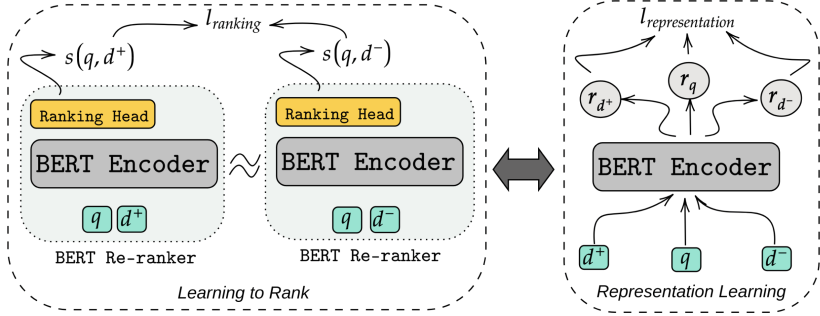 l_ranking
s(q, d⁺)
s(q, d⁻)
Ranking Head
Ranking Head
BERT Encoder
BERT Encoder
q d⁺
q d⁻
BERT Re-ranker
BERT Re-ranker
Learning to Rank
l_representation
r_d⁺
r_q
r_d⁻
BERT Encoder
d⁺
q
d⁻
Representation Learning